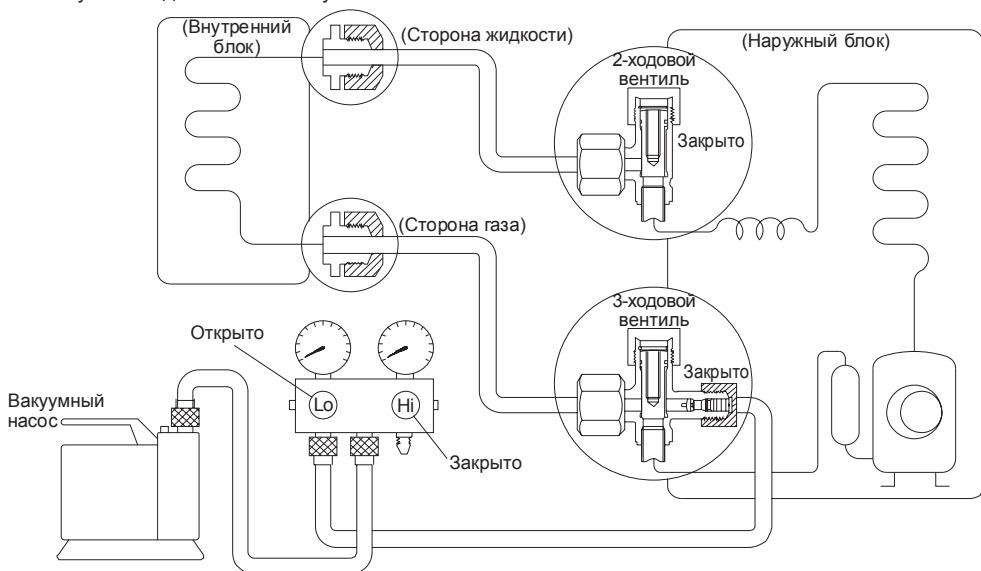 (Внутренний
блок)
(Сторона жидкости)
(Наружный блок)
2-ходовой
вентиль
Закрыто
(Сторона газа)
3-ходовой
вентиль
Закрыто
Открыто
Lo
Hi
Вакуумный
насос
Закрыто